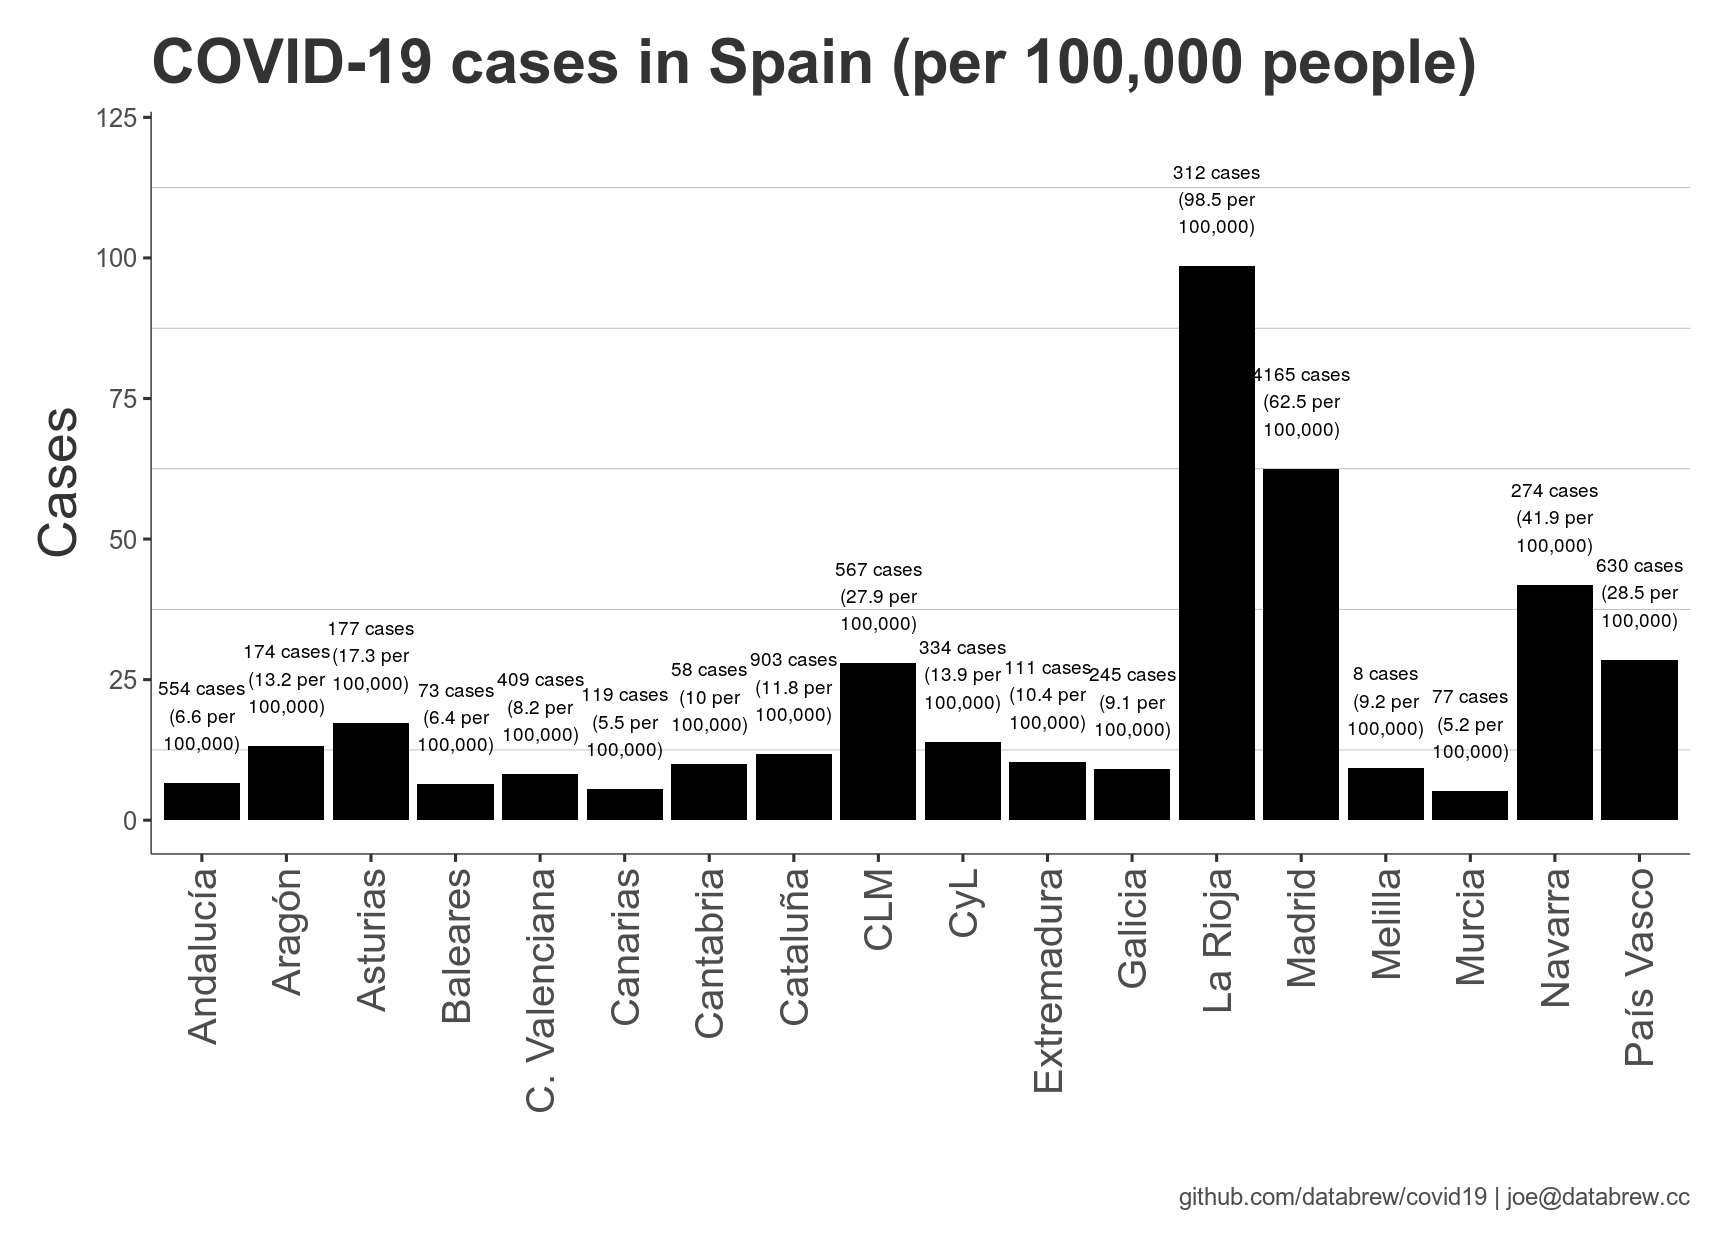 COVID-19 cases in Spain (per 100,000 people)
Cases
125
100
75
50
25
0
554 cases
(6.6 per
100,000)
174 cases
(13.2 per
100,000)
177 cases
(17.3 per
100,000)
73 cases
(6.4 per
100,000)
409 cases
(8.2 per
100,000)
119 cases
(5.5 per
100,000)
58 cases
(10 per
100,000)
903 cases
(11.8 per
100,000)
567 cases
(27.9 per
100,000)
334 cases
(13.9 per
100,000)
111 cases
(10.4 per
100,000)
245 cases
(9.1 per
100,000)
312 cases
(98.5 per
100,000)
4165 cases
(62.5 per
100,000)
8 cases
(9.2 per
100,000)
77 cases
(5.2 per
100,000)
274 cases
(41.9 per
100,000)
630 cases
(28.5 per
100,000)
Andalucía
Aragón
Asturias
Baleares
C. Valenciana
Canarias
Cantabria
Cataluña
CLM
CyL
Extremadura
Galicia
La Rioja
Madrid
Melilla
Murcia
Navarra
País Vasco
github.com/databrew/covid19 | joe@databrew.cc